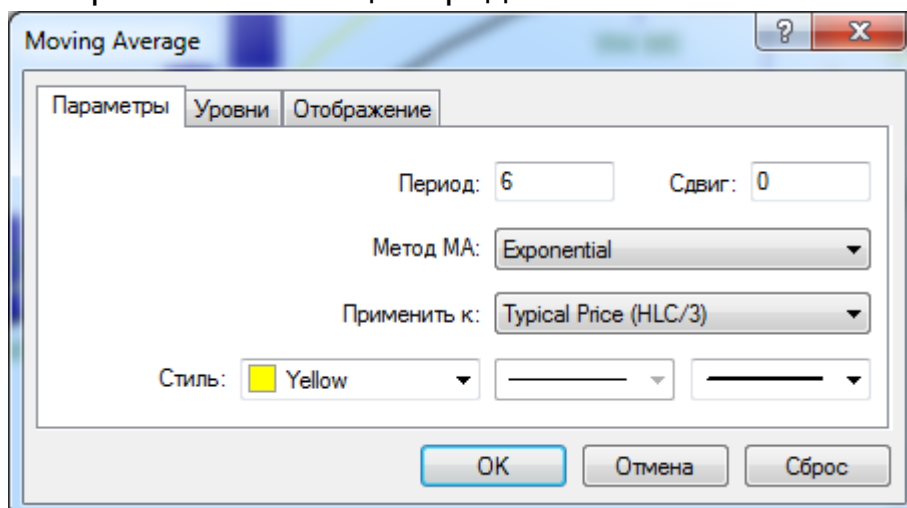 Moving Average
Параметры Уровни Отображение
Период: 6 Сдвиг: 0
Метод МА: Exponential
Применить к: Typical Price (HLC/3)
Стиль: Yellow
OK Отмена Сброс